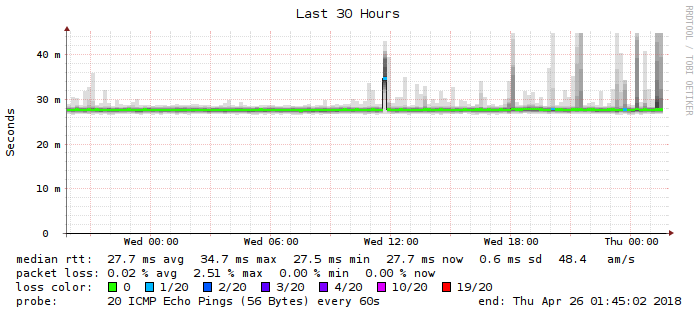 Last 30 Hours
RRDTOOL / TOBI OETIKER
Seconds
40 m
30 m
20 m
10 m
0
Wed 00:00 Wed 06:00 Wed 12:00 Wed 18:00 Thu 00:00
median rtt: 27.7 ms avg 34.7 ms max 27.5 ms min 27.7 ms now 0.6 ms sd 48.4 am/s
packet loss: 0.02 % avg 2.51 % max 0.00 % min 0.00 % now
loss color: 0 1/20 2/20 3/20 4/20 10/20 19/20
probe: 20 ICMP Echo Pings (56 Bytes) every 60s end: Thu Apr 26 01:45:02 2018